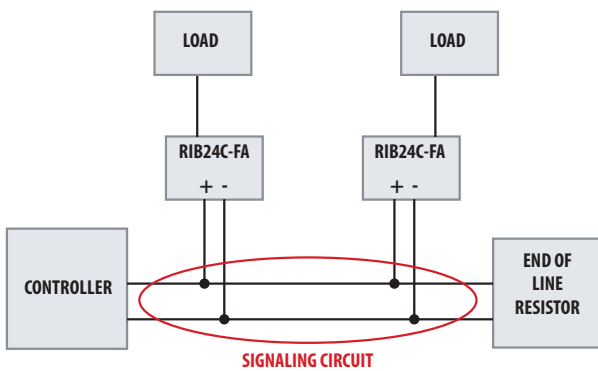 LOAD
LOAD
RIB24C-FA
+ -
RIB24C-FA
+ -
CONTROLLER
END OF
LINE
RESISTOR
SIGNALING CIRCUIT